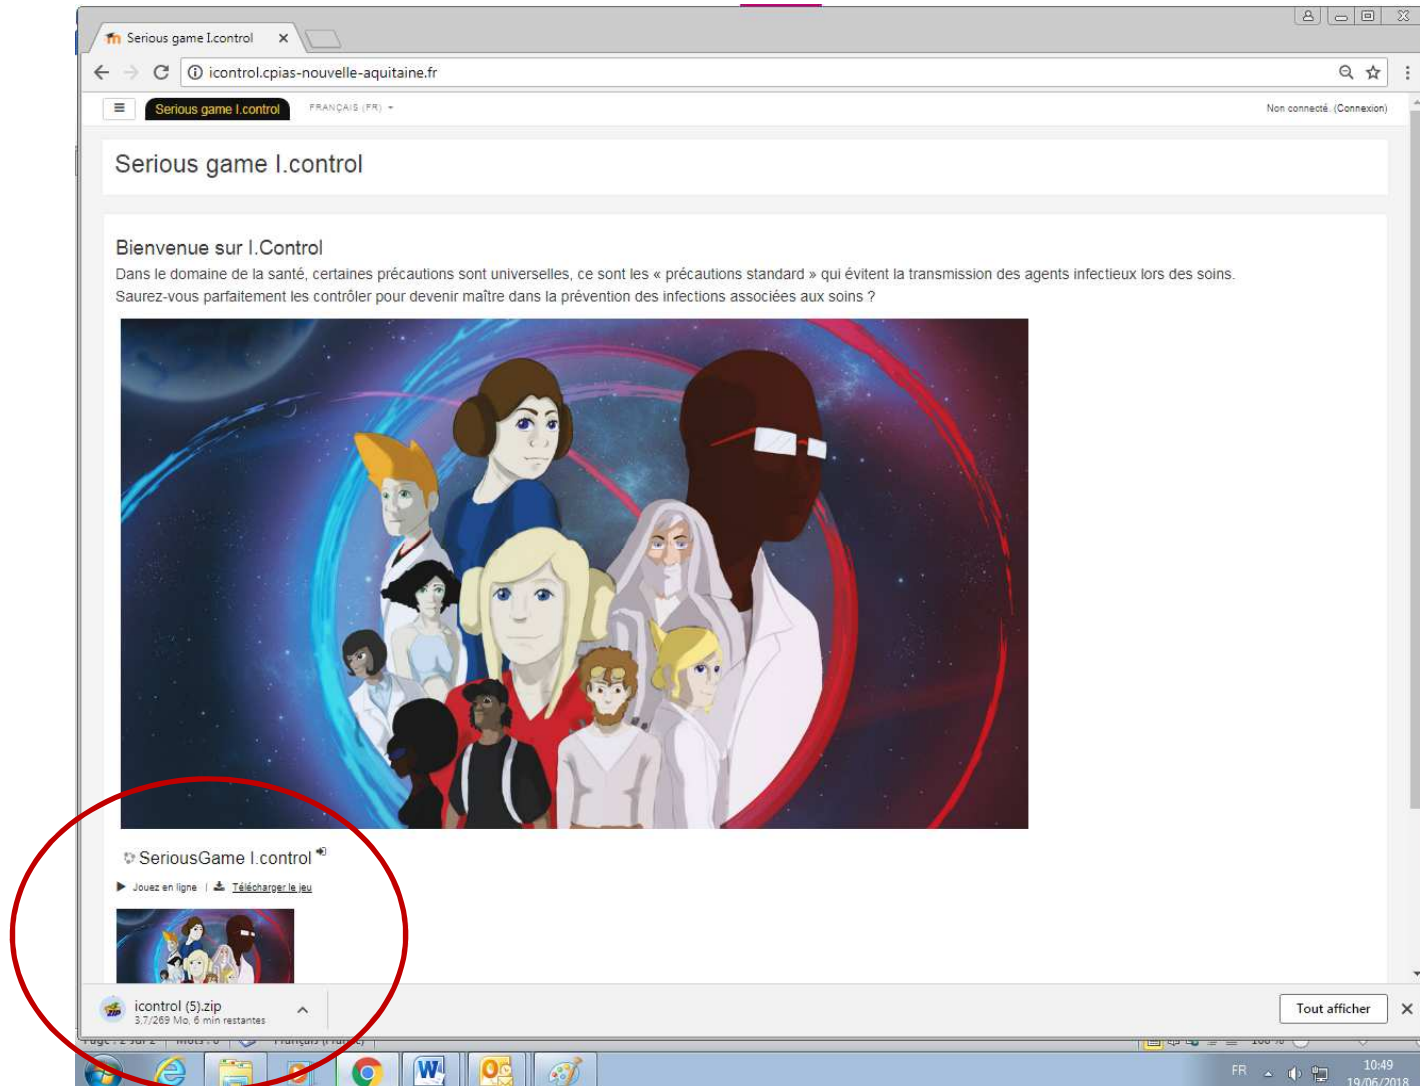 Serious game I.control
icontrol.cpias-nouvelle-aquitaine.fr
Serious game I.control FRANÇAIS (FR) Non connecté. (Connexion)
Serious game I.control
Bienvenue sur I.Control
Dans le domaine de la santé, certaines précautions sont universelles, ce sont les « précautions standard » qui évitent la transmission des agents infectieux lors des soins.
Saurez-vous parfaitement les contrôler pour devenir maître dans la prévention des infections associées aux soins ?
SeriousGame I.control
Jouez en ligne | Télécharger le jeu
icontrol (5).zip
3,7/269 Mo, 6 min restantes
Tout afficher
FR 10:49
19/06/2018